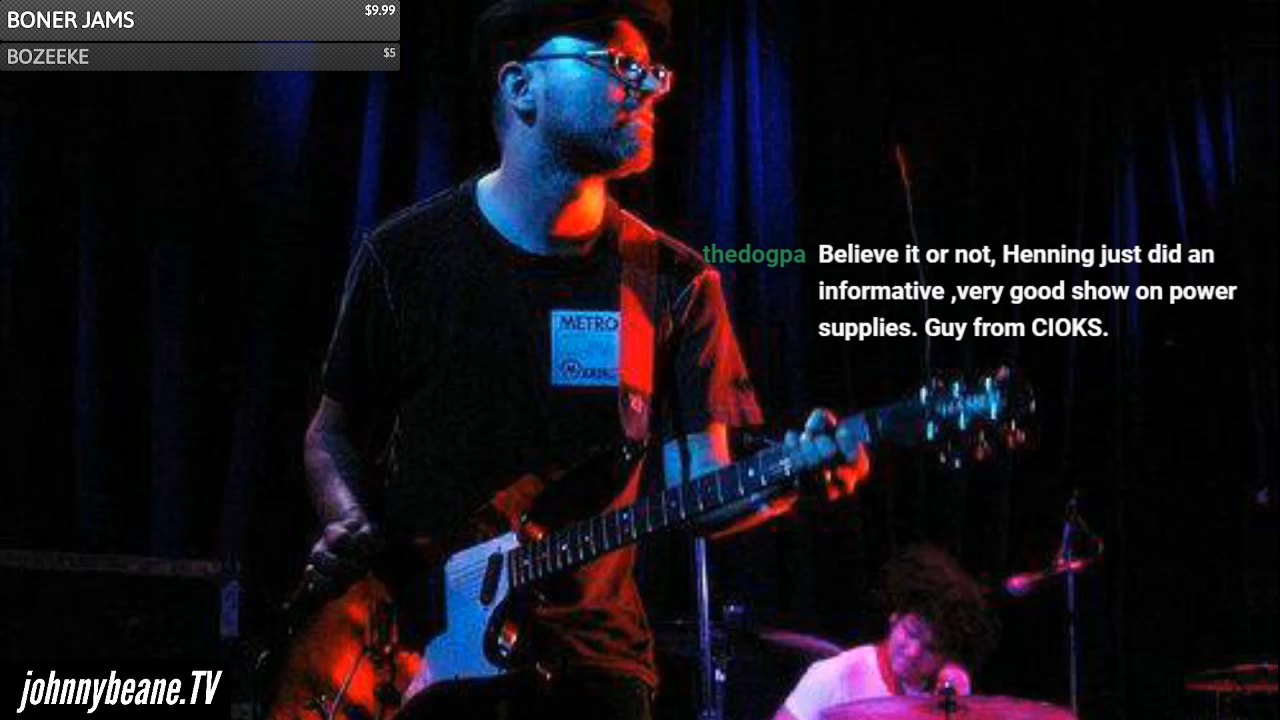 BONER JAMS $9.99
BOZEEKE $5
METRO
thedogpa Believe it or not, Henning just did an
informative ,very good show on power
supplies. Guy from CIOKS.
johnnybeane.TV